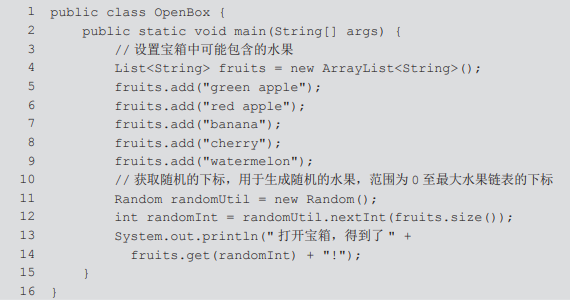 1 public class OpenBox {
2 public static void main(String[] args) {
3 // 设置宝箱中可能包含的水果
4 List<String> fruits = new ArrayList<String>();
5 fruits.add("green apple");
6 fruits.add("red apple");
7 fruits.add("banana");
8 fruits.add("cherry");
9 fruits.add("watermelon");
10 // 获取随机的下标，用于生成随机的水果，范围为 0 至最大水果链表的下标
11 Random randomUtil = new Random();
12 int randomInt = randomUtil.nextInt(fruits.size());
13 System.out.println(" 打开宝箱，得到了 " +
14 fruits.get(randomInt) + "!");
15 }
16 }